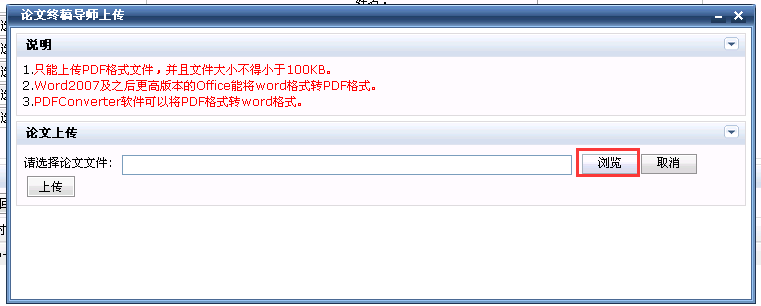 论文终稿导师上传
说明
1.只能上传PDF格式文件，并且文件大小不得小于100KB。
2.Word2007及之后更高版本的Office能将word格式转PDF格式。
3.PDFConverter软件可以将PDF格式转word格式。
论文上传
请选择论文文件： 浏览 取消
上传